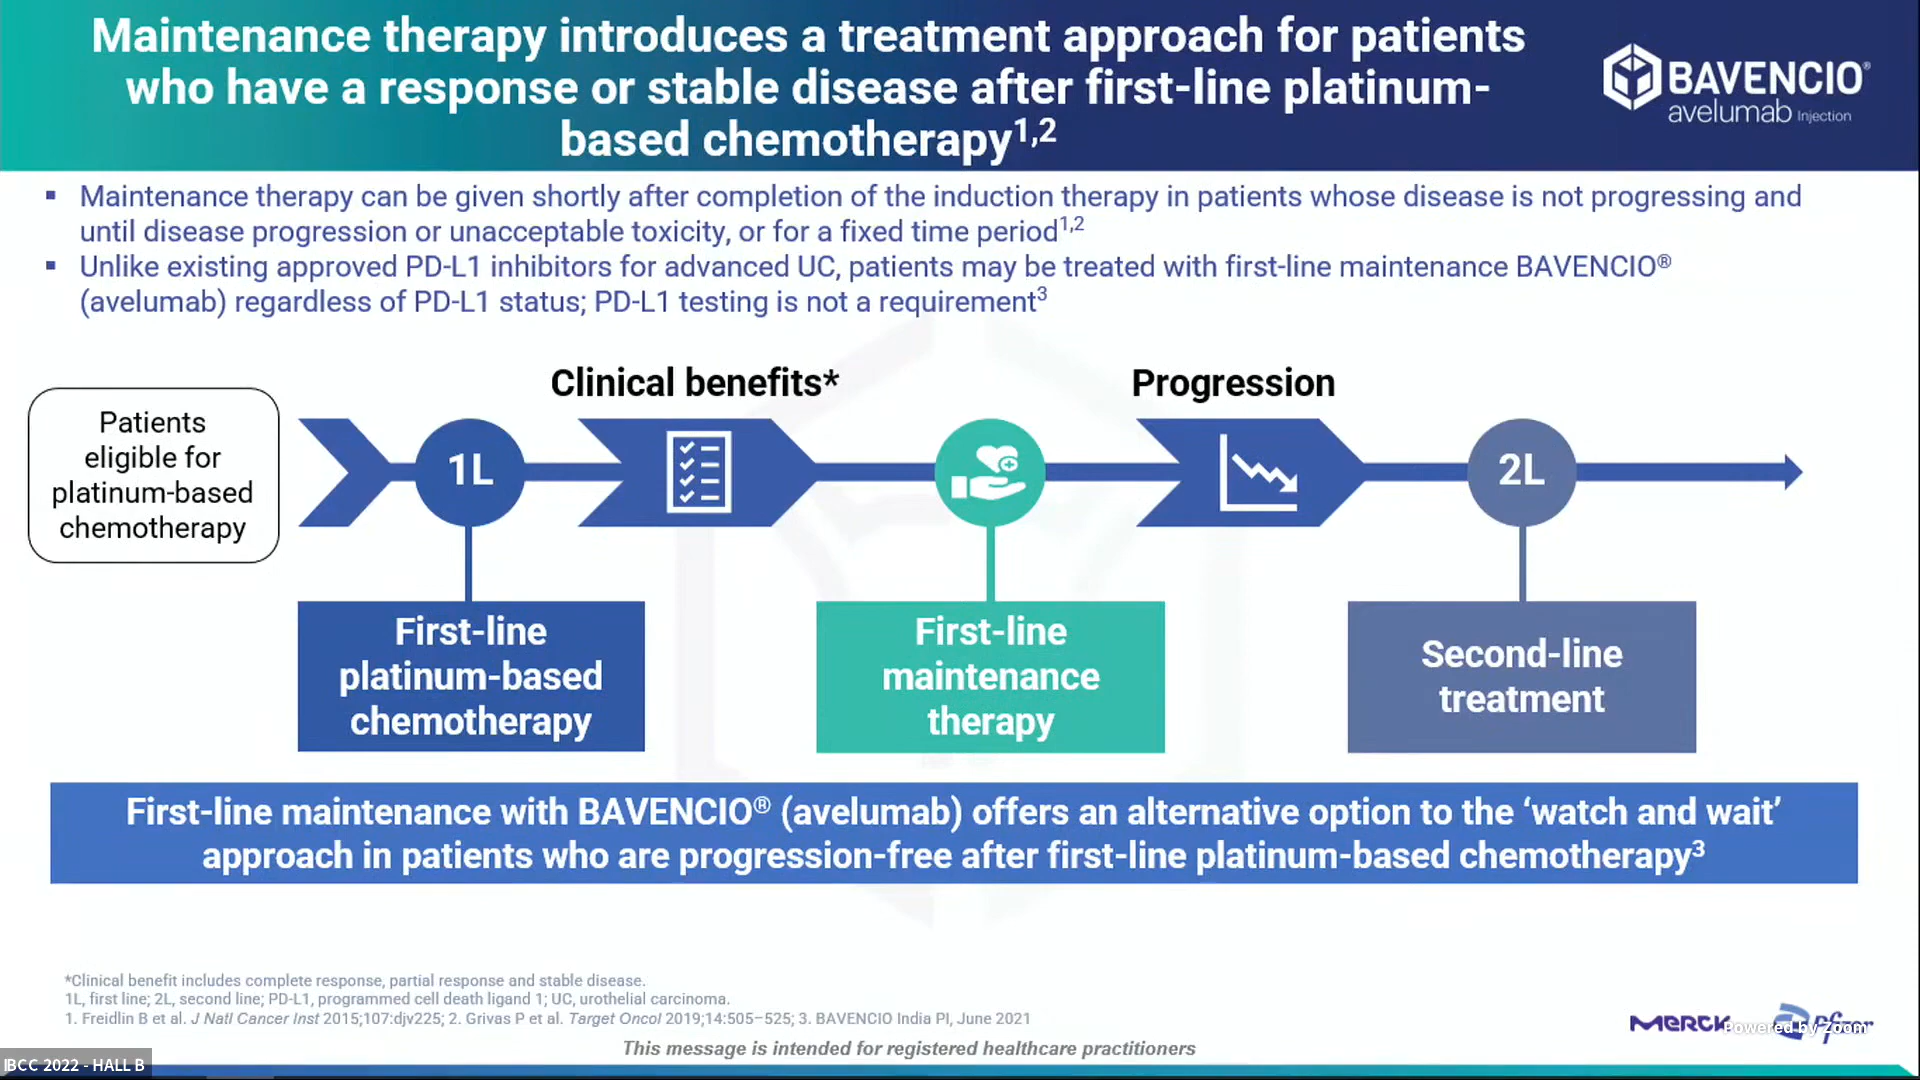 Maintenance therapy introduces a treatment approach for patients
who have a response or stable disease after first-line platinum-
based chemotherapy1,2
BAVENCIO®
avelumab Injection
▪ Maintenance therapy can be given shortly after completion of the induction therapy in patients whose disease is not progressing and
until disease progression or unacceptable toxicity, or for a fixed time period1,2
▪ Unlike existing approved PD-L1 inhibitors for advanced UC, patients may be treated with first-line maintenance BAVENCIO®
(avelumab) regardless of PD-L1 status; PD-L1 testing is not a requirement3
Clinical benefits*
Progression
Patients
eligible for
platinum-based
chemotherapy
1L
2L
First-line
platinum-based
chemotherapy
First-line
maintenance
therapy
Second-line
treatment
First-line maintenance with BAVENCIO® (avelumab) offers an alternative option to the ‘watch and wait’
approach in patients who are progression-free after first-line platinum-based chemotherapy3
*Clinical benefit includes complete response, partial response and stable disease.
1L, first line; 2L, second line; PD-L1, programmed cell death ligand 1; UC, urothelial carcinoma.
1. Freidlin B et al. J Natl Cancer Inst 2015;107:djv225; 2. Grivas P et al. Target Oncol 2019;14:505–525; 3. BAVENCIO India PI, June 2021
MERCK
Pfizer
Powered by Zoom
This message is intended for registered healthcare practitioners
IBCC 2022 - HALL B